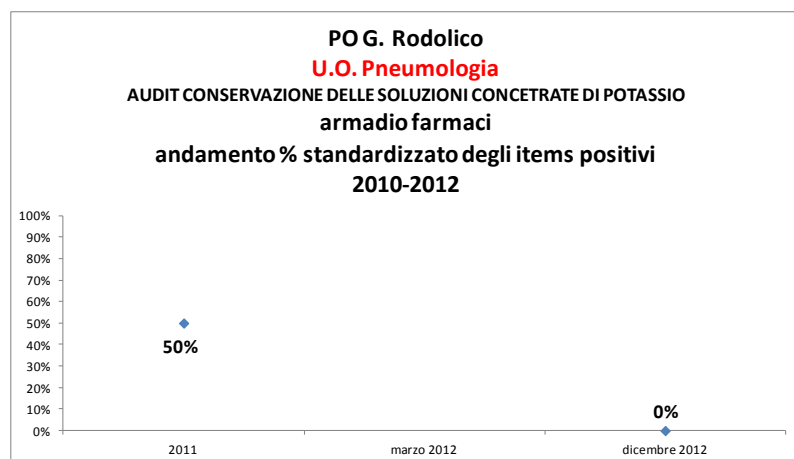 PO G. Rodolico
U.O. Pneumologia
AUDIT CONSERVAZIONE DELLE SOLUZIONI CONCETRATE DI POTASSIO
armadio farmaci
andamento % standardizzato degli items positivi
2010-2012
100%
90%
80%
70%
60%
50%
40%
30%
20%
10%
0%
50%
0%
2011
marzo 2012
dicembre 2012